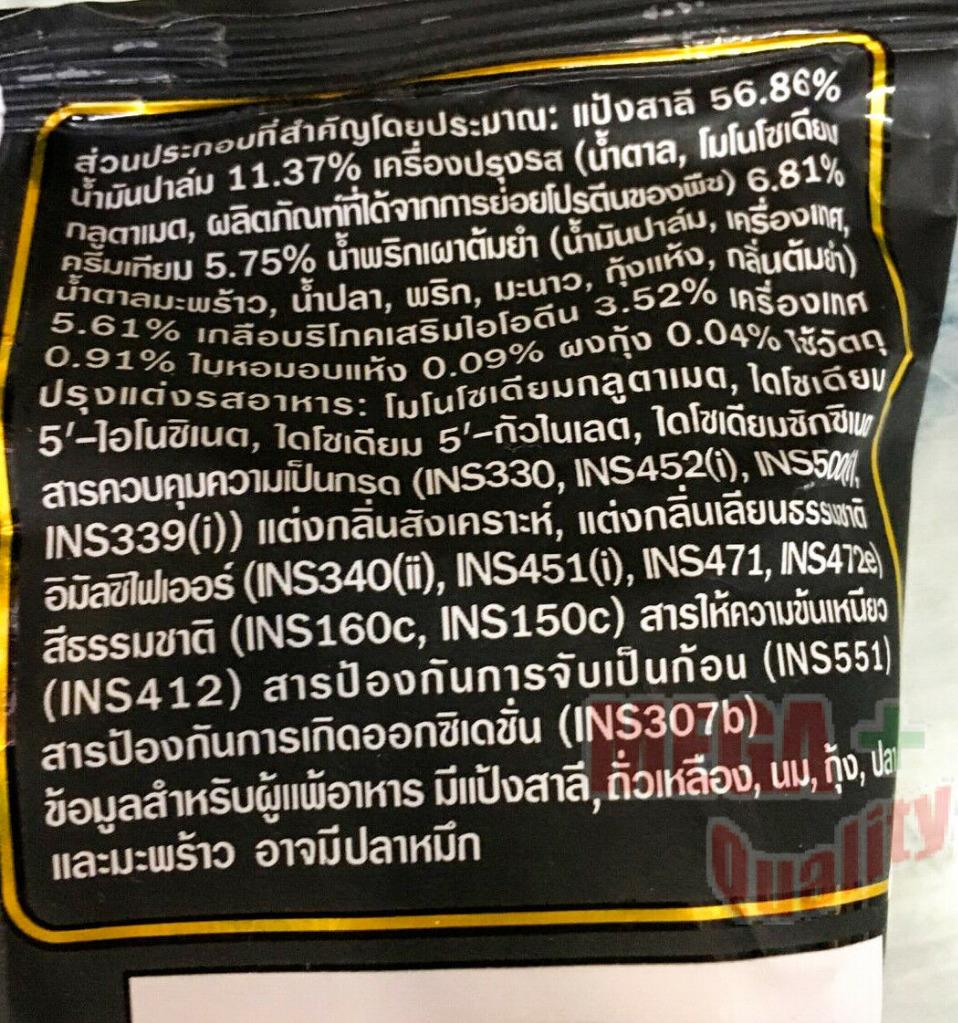 ส่วนประกอบที่สำคัญโดยประมาณ: แป้งสาลี 56.86%
น้ำมันปาล์ม 11.37% เครื่องปรุงรส (น้ำตาล, โมโนโซเดียม
กลูตาเมต, ผลิตภัณฑ์ที่ได้จากการย่อยโปรตีนของพืช) 6.81%
ครีมเทียม 5.75% น้ำพริกเผาต้มยำ (น้ำมันปาล์ม, เครื่องเทศ,
น้ำตาลมะพร้าว, น้ำปลา, พริก, มะนาว, กุ้งแห้ง, กลิ่นต้มยำ)
5.61% เกลือบริโภคเสริมไอโอดีน 3.52% เครื่องเทศ
0.91% ใบหอมอบแห้ง 0.09% ผงกุ้ง 0.04% ใช้วัตถุ
ปรุงแต่งรสอาหาร: โมโนโซเดียมกลูตาเมต, ไดโซเดียม
5'-ไอโนซิเนต, ไดโซเดียม 5'-กัวไนเลต, ไดโซเดียมซักซิเนต
สารควบคุมความเป็นกรด (INS330, INS452(i), INS500(i),
INS339(i)) แต่งกลิ่นสังเคราะห์, แต่งกลิ่นเลียนธรรมชาติ
อิมัลซิไฟเออร์ (INS340(ii), INS451(i), INS471, INS472e)
สีธรรมชาติ (INS160c, INS150c) สารให้ความข้นเหนียว
(INS412) สารป้องกันการจับเป็นก้อน (INS551)
สารป้องกันการเกิดออกซิเดชั่น (INS307b)
ข้อมูลสำหรับผู้แพ้อาหาร มีแป้งสาลี, ถั่วเหลือง, นม, กุ้ง, ปลา
และมะพร้าว อาจมีปลาหมึก
MEGA+
Quality